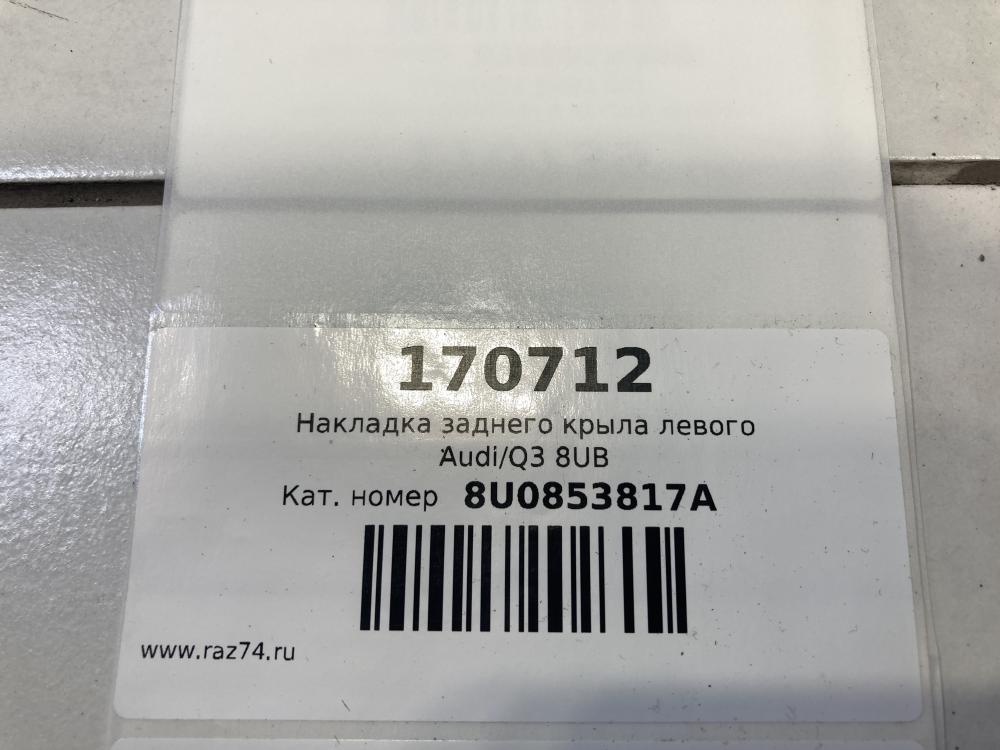 170712
Накладка заднего крыла левого
Audi/Q3 8UB
Кат. номер 8U0853817A
www.raz74.ru